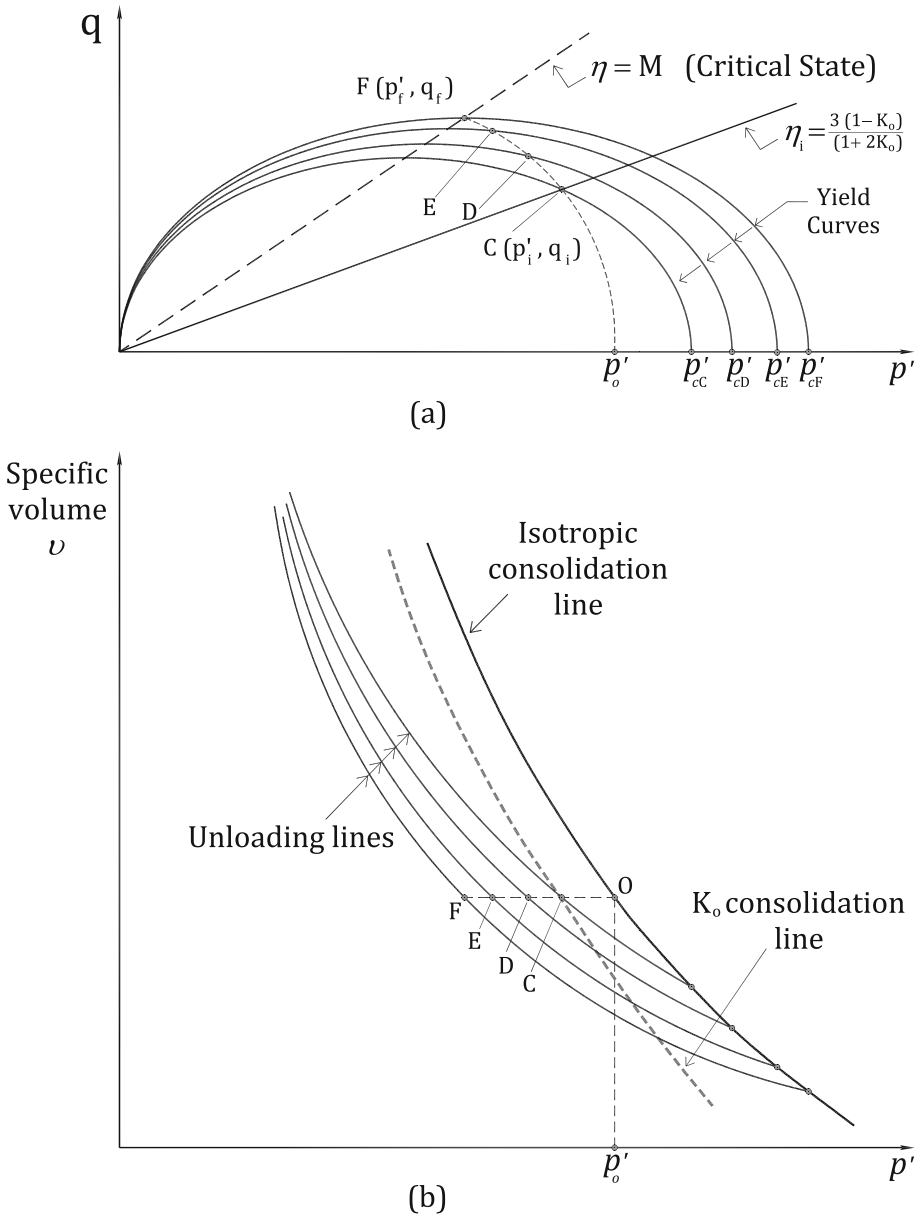 q
η = M (Critical State)
F (p′f , qf)
ηi = 3 (1− Ko) / (1+ 2Ko)
E
D
Yield
Curves
C (p′i , qi)
p′o p′cC p′cD p′cE p′cF p′
(a)
Specific
volume
υ
Isotropic
consolidation
line
Unloading lines
O
F
E
D
C
Ko consolidation
line
p′o p′
(b)